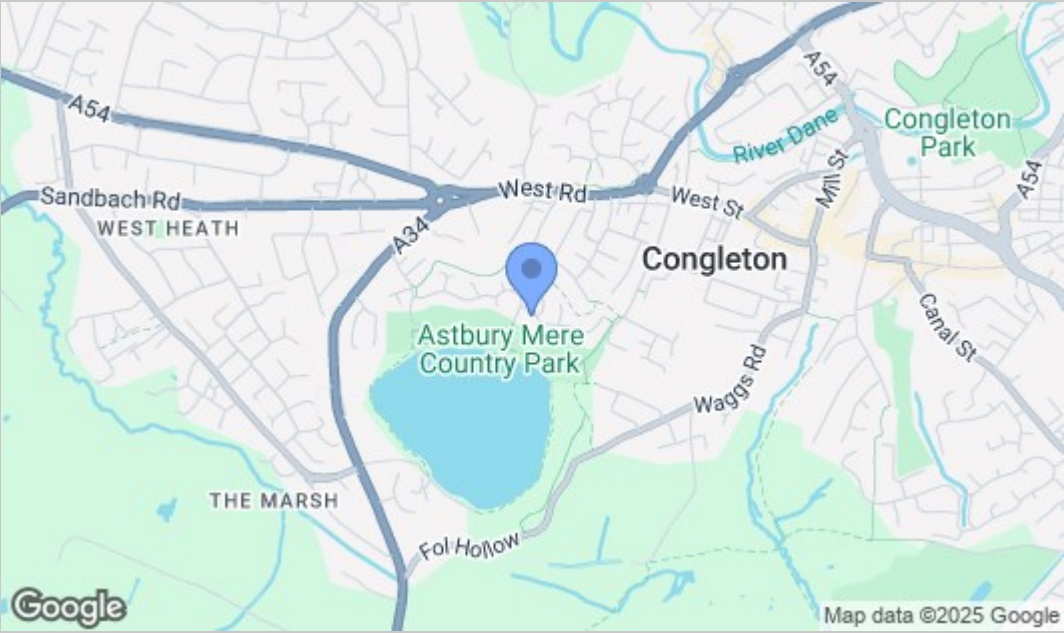 A54
A54
River Dane
Congleton
Park
A54
Sandbach Rd
WEST HEATH
West Rd
West St
Mill St
A34
Congleton
Astbury Mere
Country Park
Canal St
Waggs Rd
THE MARSH
Fol Hollow
Google
Map data ©2025 Google